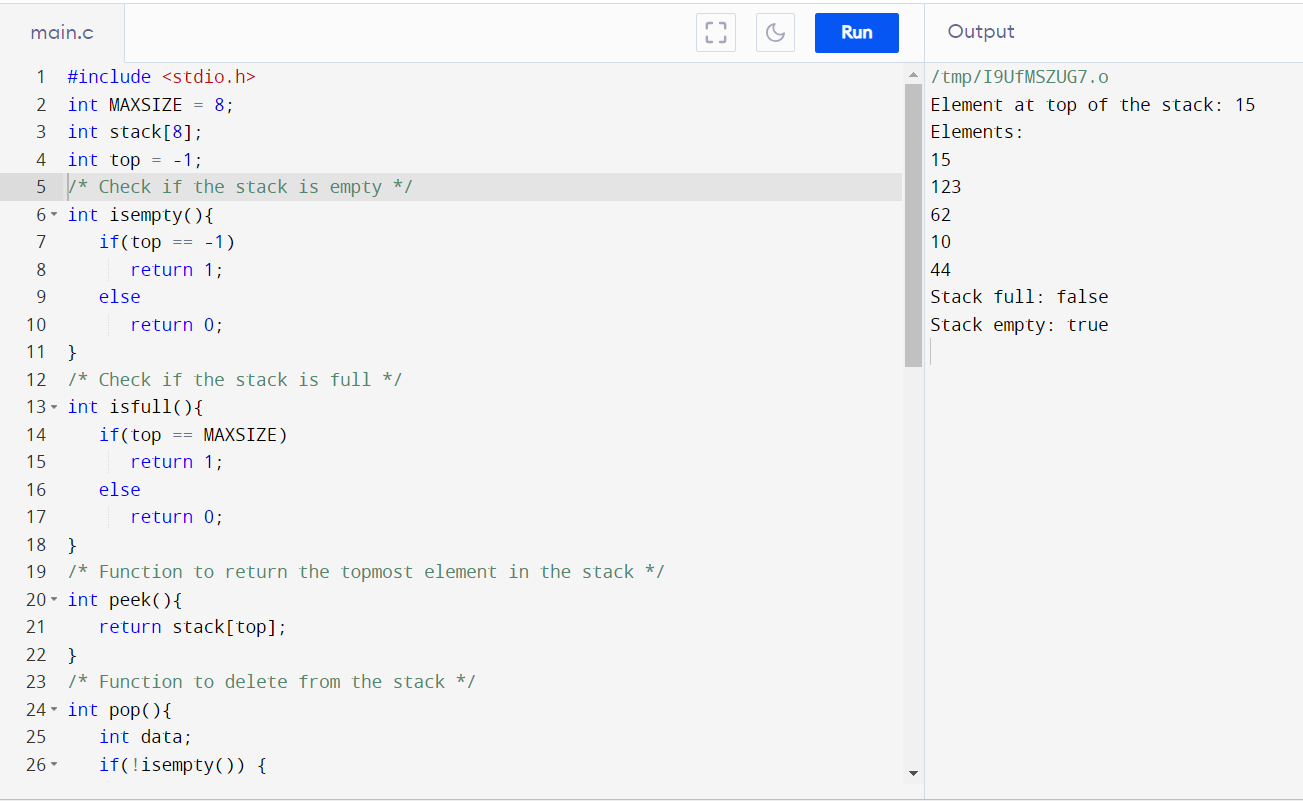 main.c
Run
Output
1 #include <stdio.h>
2 int MAXSIZE = 8;
3 int stack[8];
4 int top = -1;
5 /* Check if the stack is empty */
6 int isempty(){
7    if(top == -1)
8       return 1;
9    else
10       return 0;
11 }
12 /* Check if the stack is full */
13 int isfull(){
14    if(top == MAXSIZE)
15       return 1;
16    else
17       return 0;
18 }
19 /* Function to return the topmost element in the stack */
20 int peek(){
21    return stack[top];
22 }
23 /* Function to delete from the stack */
24 int pop(){
25    int data;
26    if(!isempty()) {
/tmp/I9UfMSZUG7.o
Element at top of the stack: 15
Elements:
15
123
62
10
44
Stack full: false
Stack empty: true